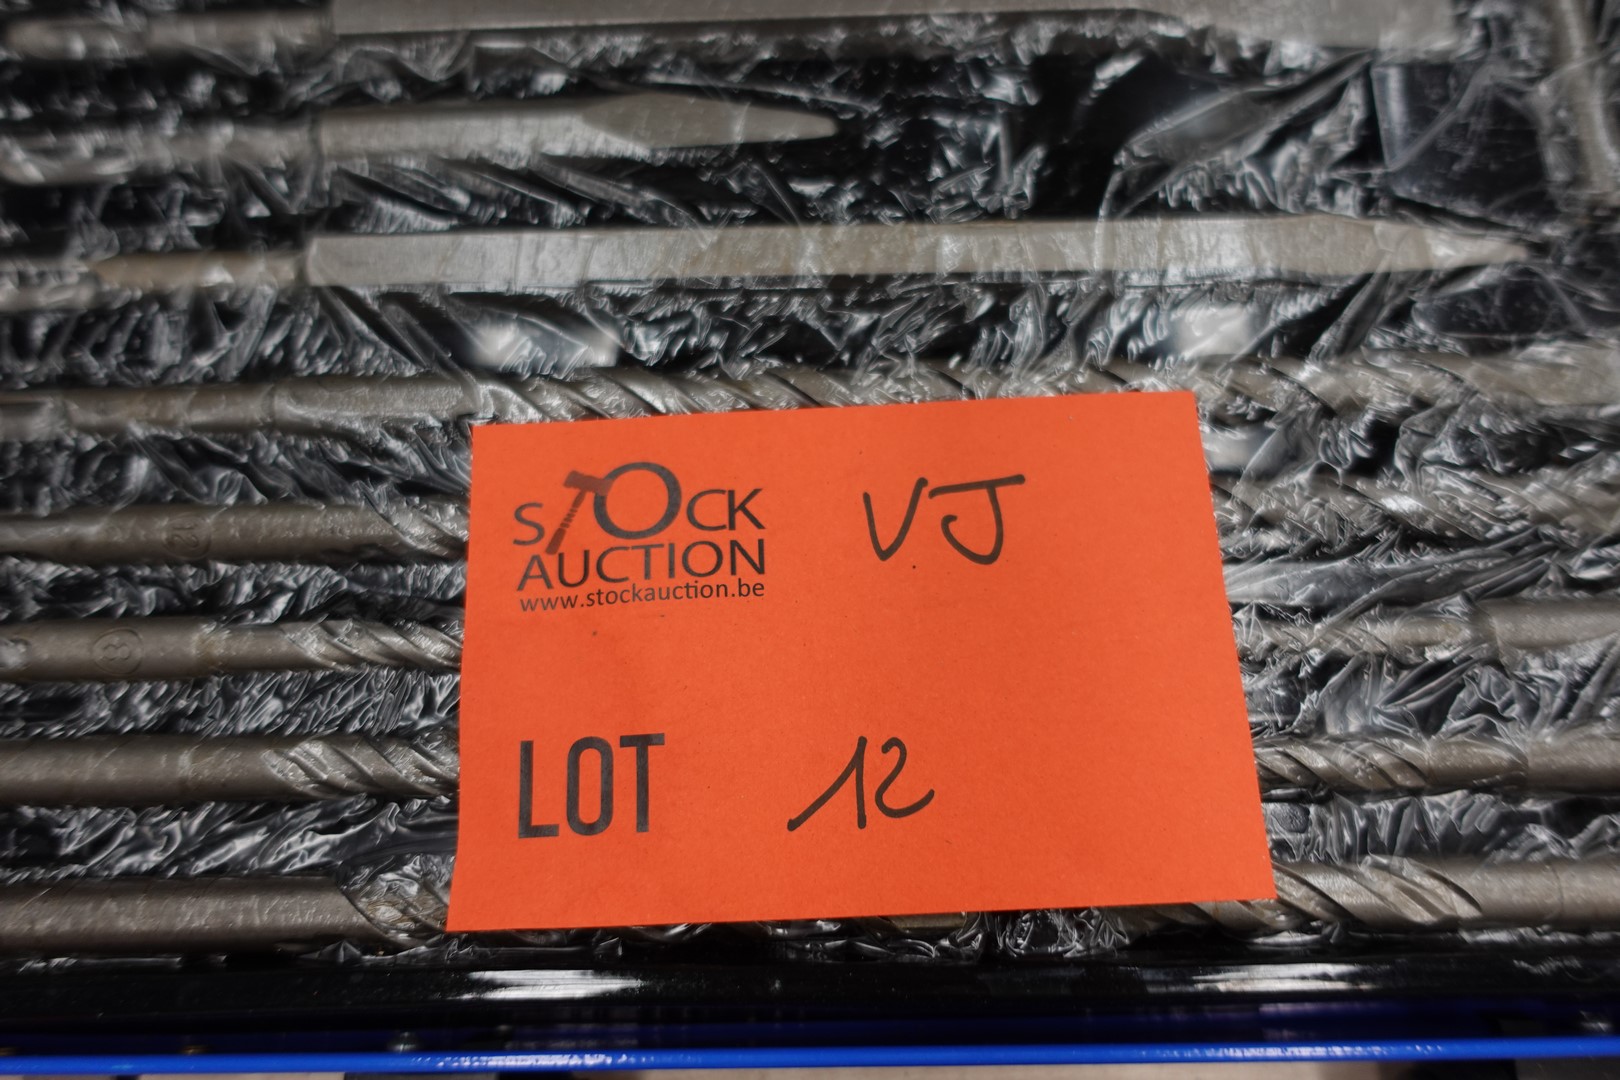 STOCK
AUCTION
www.stockauction.be
VJ
LOT 12